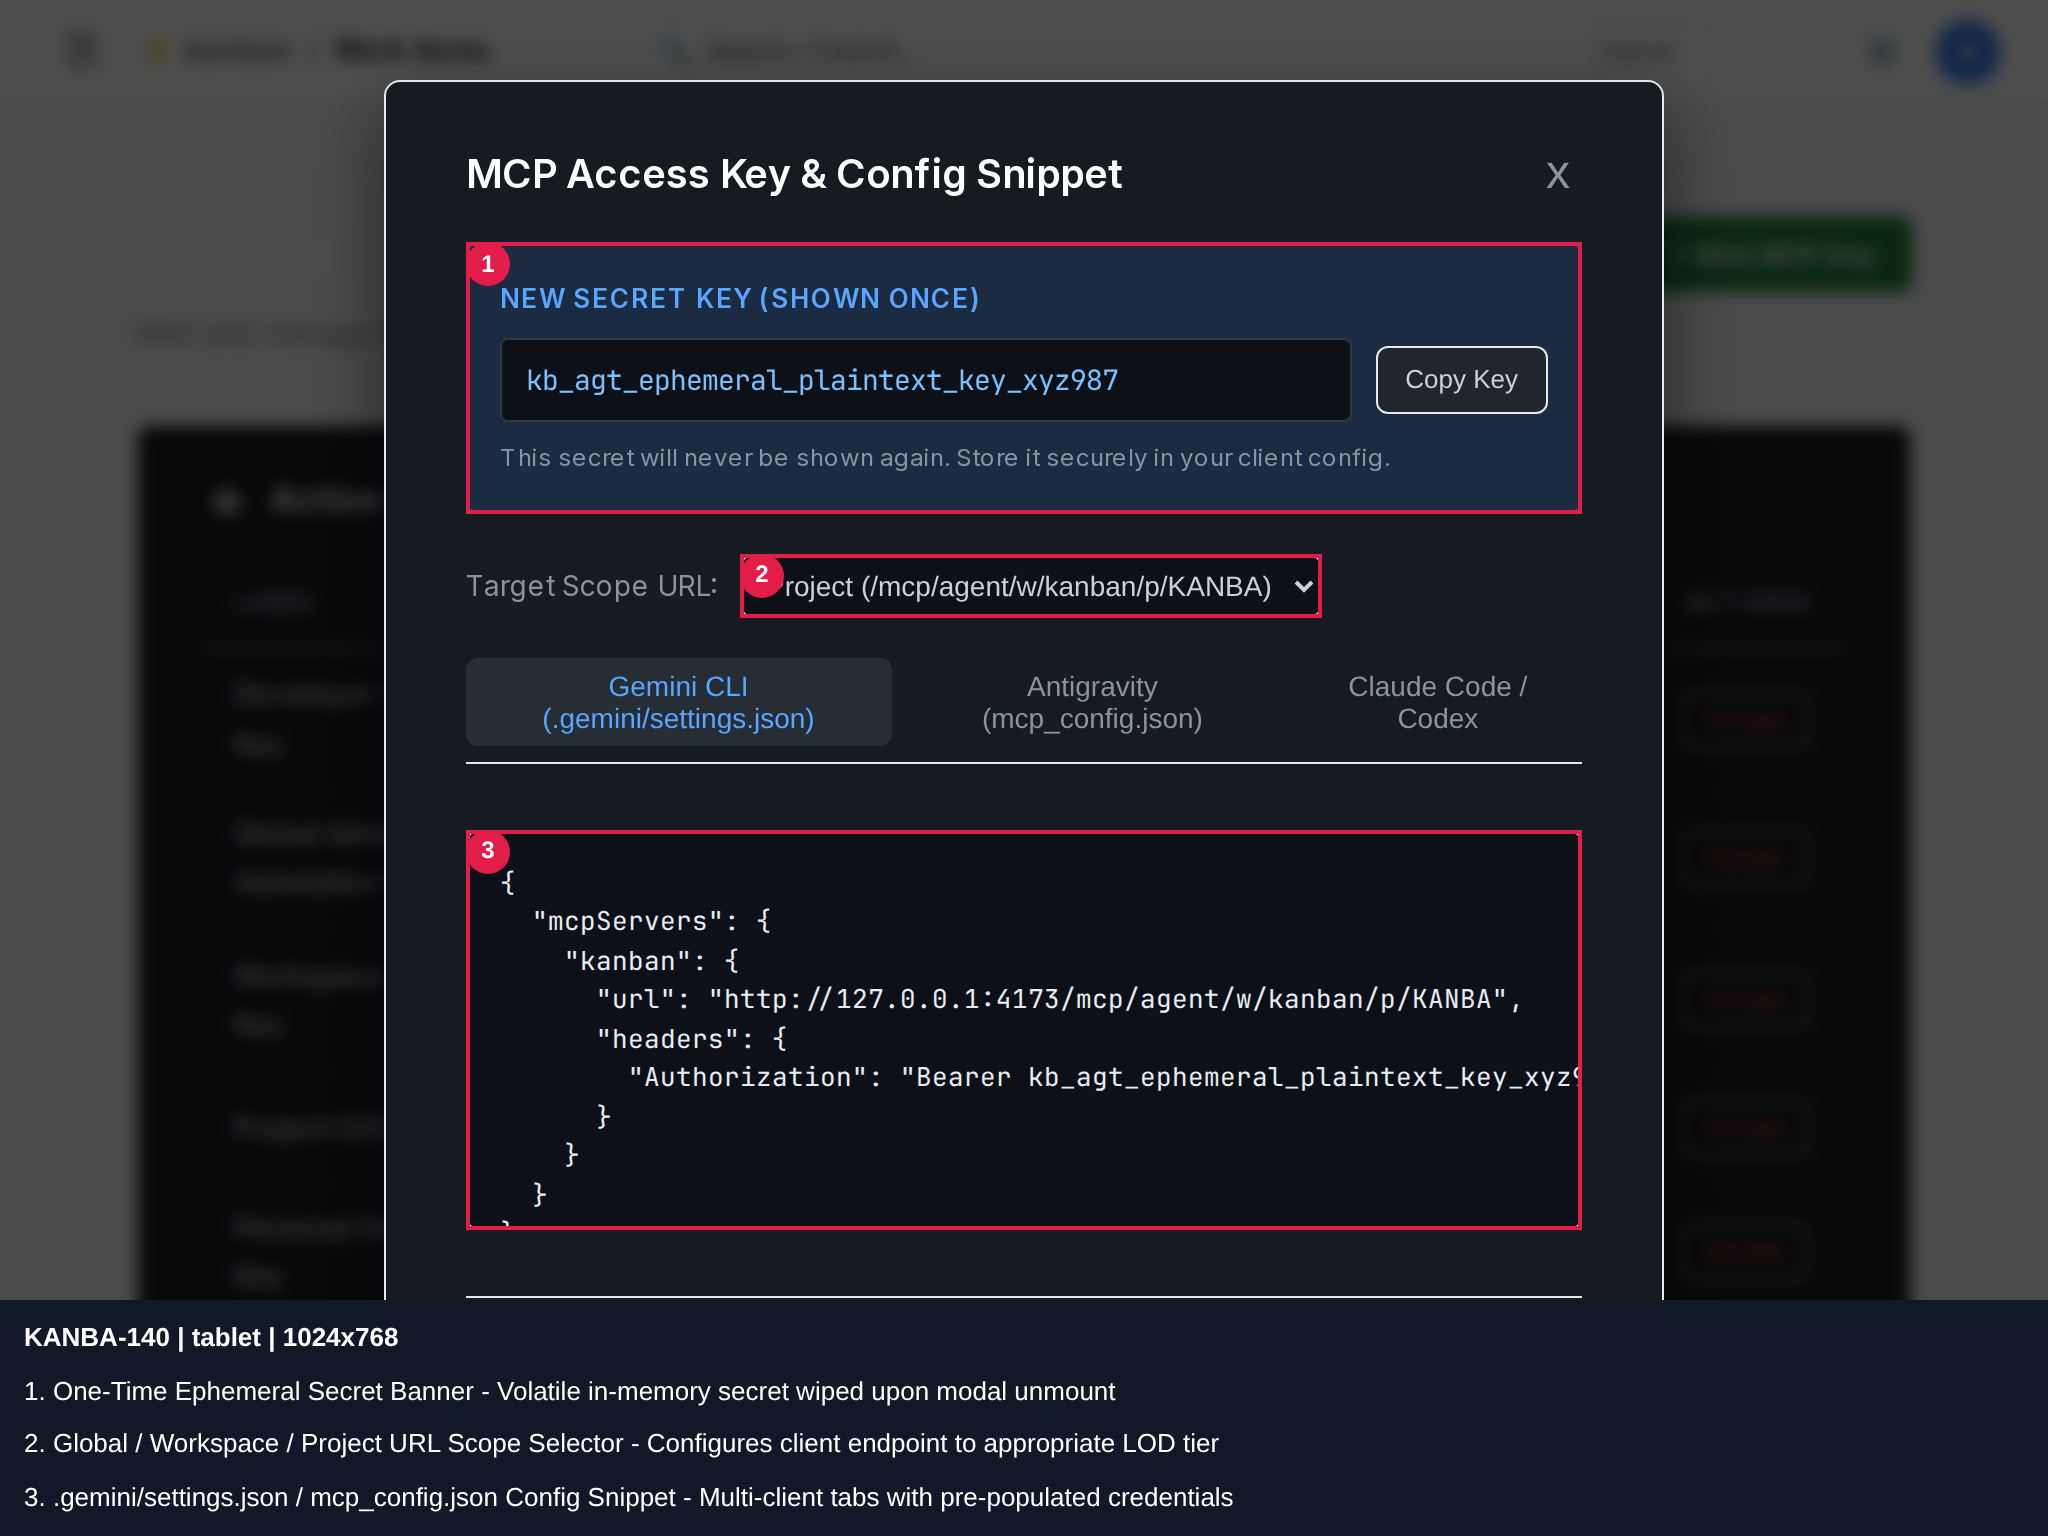 MCP Access Key & Config Snippet
X
1
NEW SECRET KEY (SHOWN ONCE)
kb_agt_ephemeral_plaintext_key_xyz987
Copy Key
This secret will never be shown again. Store it securely in your client config.
Target Scope URL:
2
roject (/mcp/agent/w/kanban/p/KANBA)
Gemini CLI
(.gemini/settings.json)
Antigravity
(mcp_config.json)
Claude Code /
Codex
3
{
"mcpServers": {
"kanban": {
"url": "http://127.0.0.1:4173/mcp/agent/w/kanban/p/KANBA",
"headers": {
"Authorization": "Bearer kb_agt_ephemeral_plaintext_key_xyz9
}
}
}
}
KANBA-140 | tablet | 1024x768
1. One-Time Ephemeral Secret Banner - Volatile in-memory secret wiped upon modal unmount
2. Global / Workspace / Project URL Scope Selector - Configures client endpoint to appropriate LOD tier
3. .gemini/settings.json / mcp_config.json Config Snippet - Multi-client tabs with pre-populated credentials